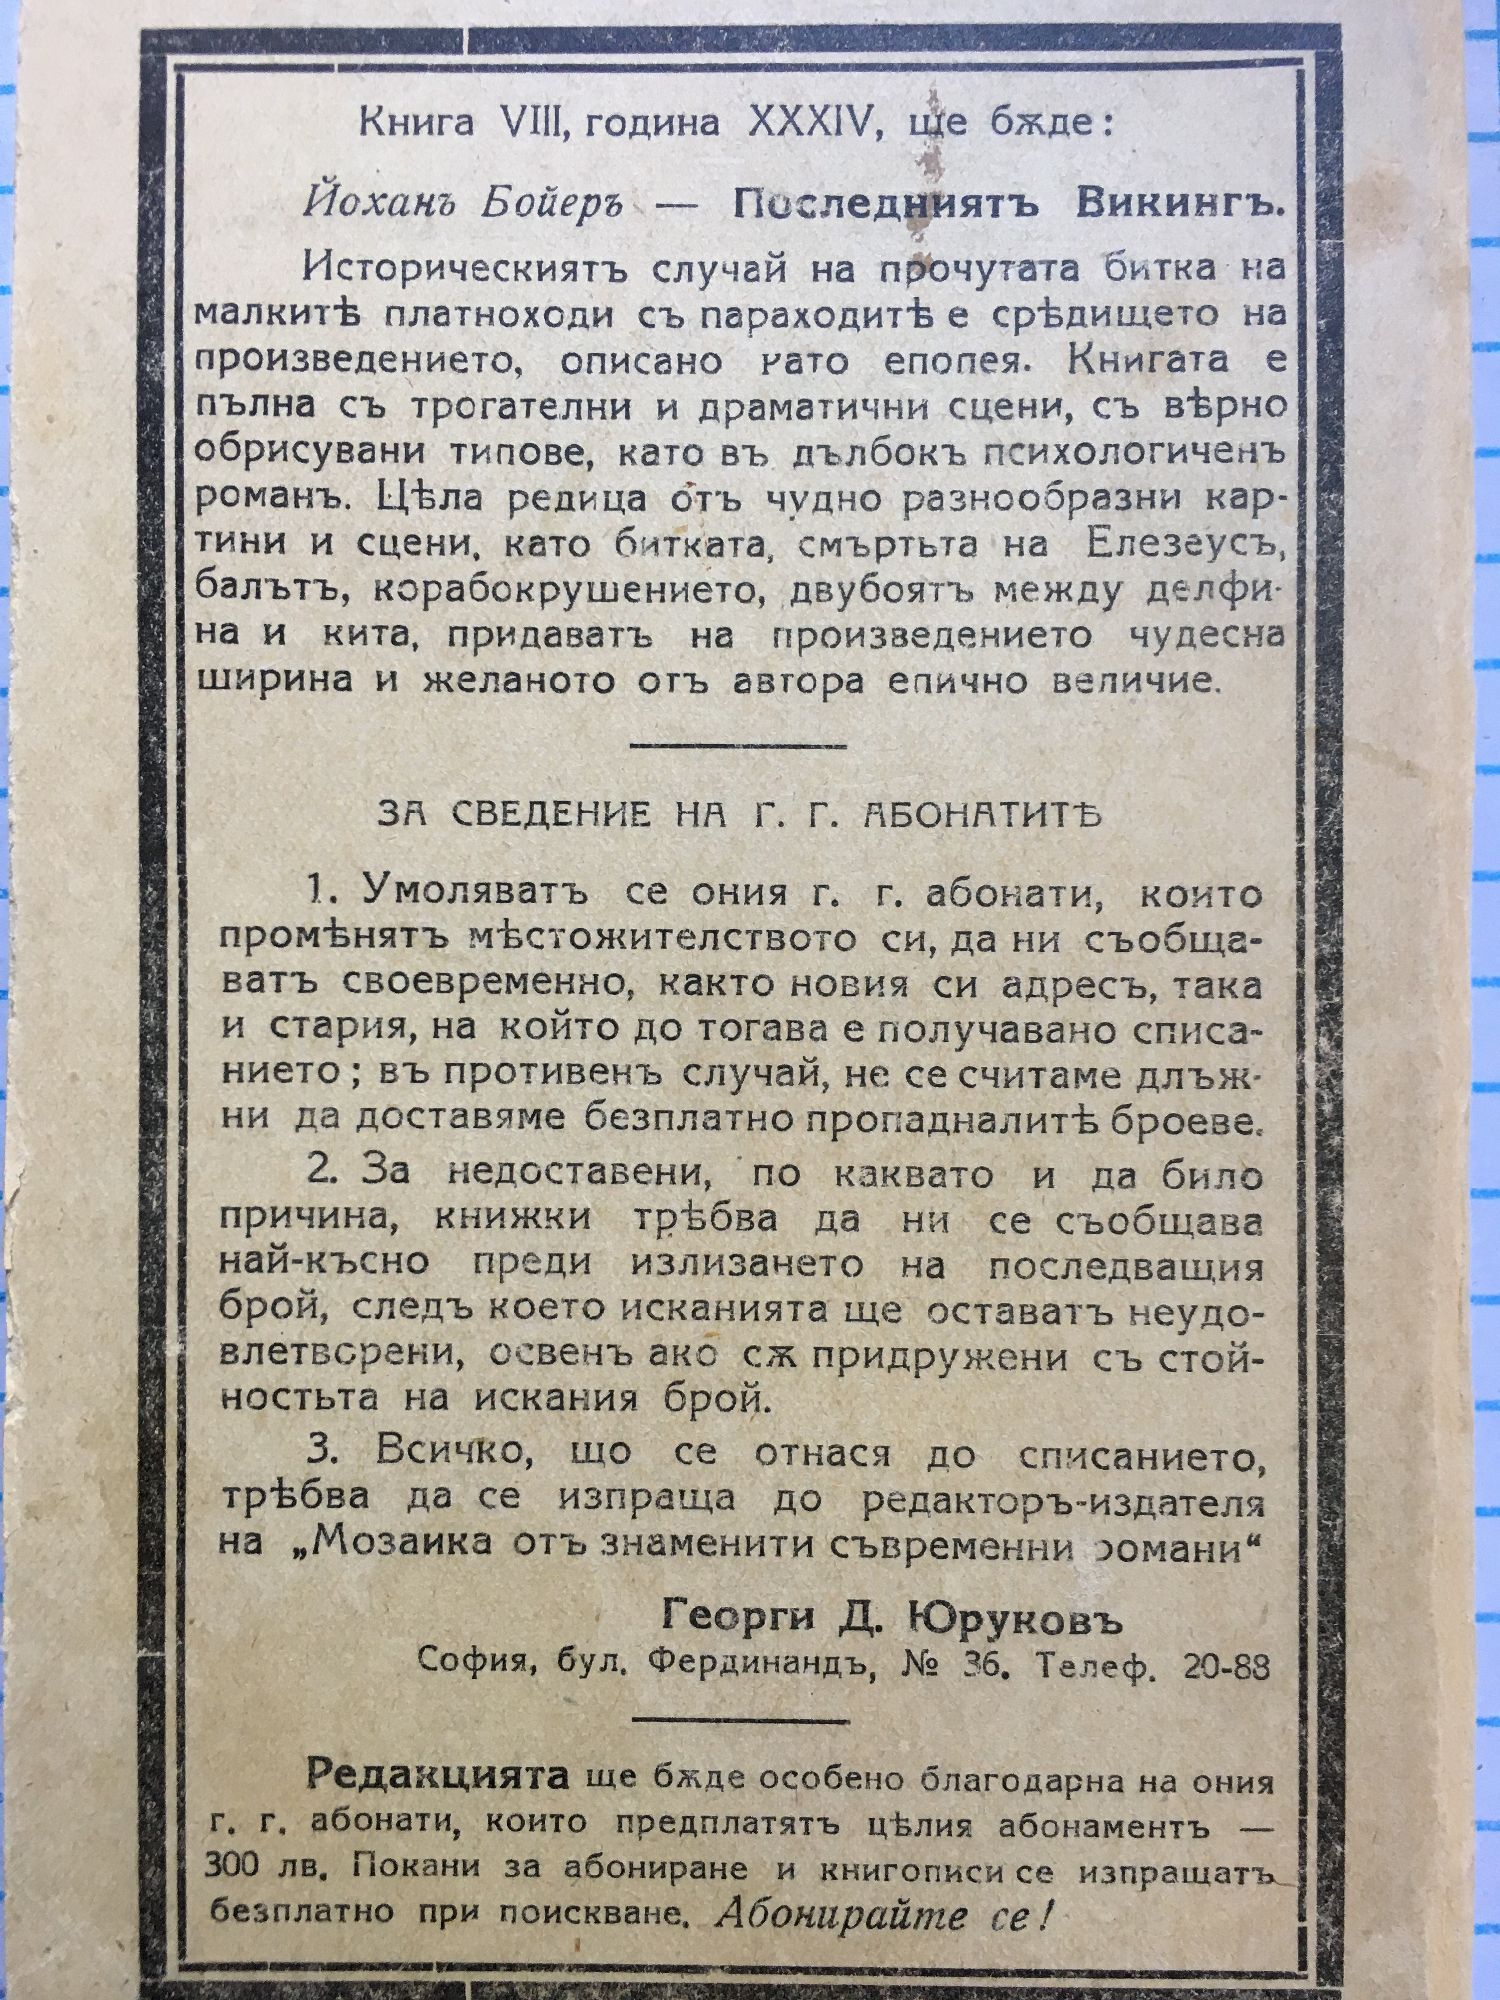 Книга VIII, година XXXIV, ще бѫде:
Йоханъ Бойеръ — Последниятъ Викингъ.
Историческиятъ случай на прочутата битка на
малкитѣ платноходи съ параходитѣ е срѣдището на
произведението, описано като епопея. Книгата е
пълна съ трогателни и драматични сцени, съ вѣрно
обрисувани типове, като въ дълбокъ психологиченъ
романъ. Цѣла редица отъ чудно разнообразни кар-
тини и сцени, като битката, смъртьта на Елезеусъ,
балътъ, корабокрушението, двубоятъ между делфи-
на и кита, придаватъ на произведението чудесна
ширина и желаното отъ автора епично величие.
ЗА СВЕДЕНИЕ НА Г. Г. АБОНАТИТѢ
1. Умоляватъ се ония г. г. абонати, които
промѣнятъ мѣстожителството си, да ни съобща-
ватъ своевременно, както новия си адресъ, така
и стария, на който до тогава е получавано списа-
нието; въ противенъ случай, не се считаме длъж-
ни да доставяме безплатно пропадналитѣ броеве.
2. За недоставени, по каквато и да било
причина, книжки трѣбва да ни се съобщава
най-късно преди излизането на последващия
брой, следъ което исканията ще оставатъ неудо-
влетворени, освенъ ако сѫ придружени съ стой-
ностьта на искания брой.
3. Всичко, що се отнася до списанието,
трѣбва да се изпраща до редакторъ-издателя
на „Мозаика отъ знаменити съвременни романи“
Георги Д. Юруковъ
София, бул. Фердинандъ, № 36. Телеф. 20-88
Редакцията ще бѫде особено благодарна на ония
г. г. абонати, които предплатятъ цѣлия абонаментъ —
300 лв. Покани за абониране и книгописи се изпращатъ
безплатно при поискване. Абонирайте се!